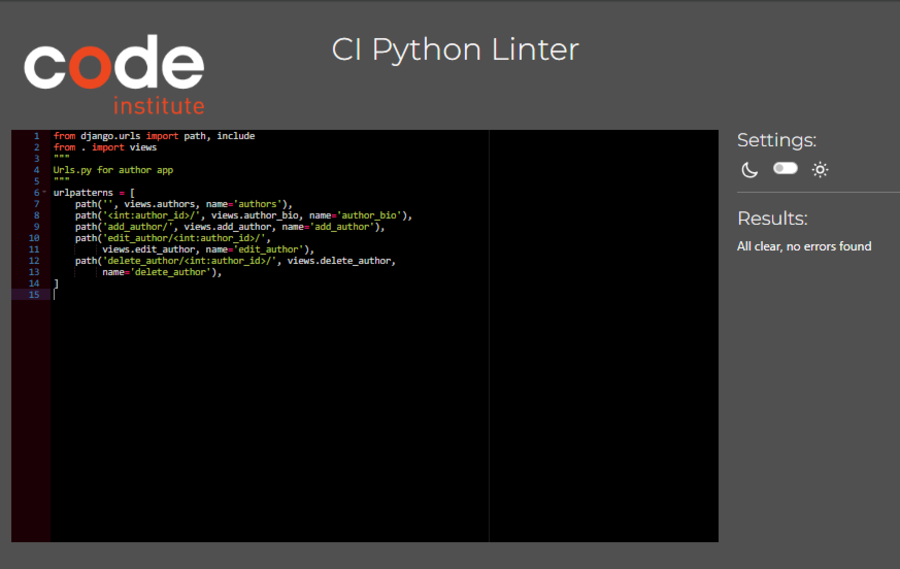 code
institute
CI Python Linter
1 from django.urls import path, include
2 from . import views
3 """
4 Urls.py for author app
5 """
6 urlpatterns = [
7     path('', views.authors, name='authors'),
8     path('<int:author_id>/', views.author_bio, name='author_bio'),
9     path('add_author/', views.add_author, name='add_author'),
10     path('edit_author/<int:author_id>/',
11          views.edit_author, name='edit_author'),
12     path('delete_author/<int:author_id>/', views.delete_author,
13          name='delete_author'),
14 ]
15
Settings:
Results:
All clear, no errors found